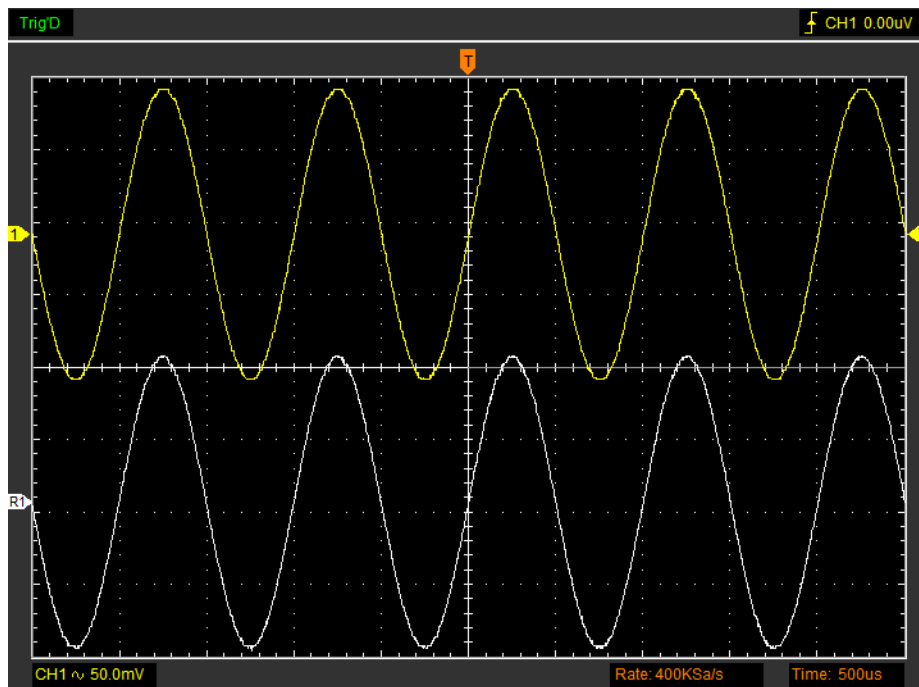 Trig'D
CH1 0.00uV
T
1
R1
CH1 ∿ 50.0mV
Rate: 400KSa/s
Time: 500us